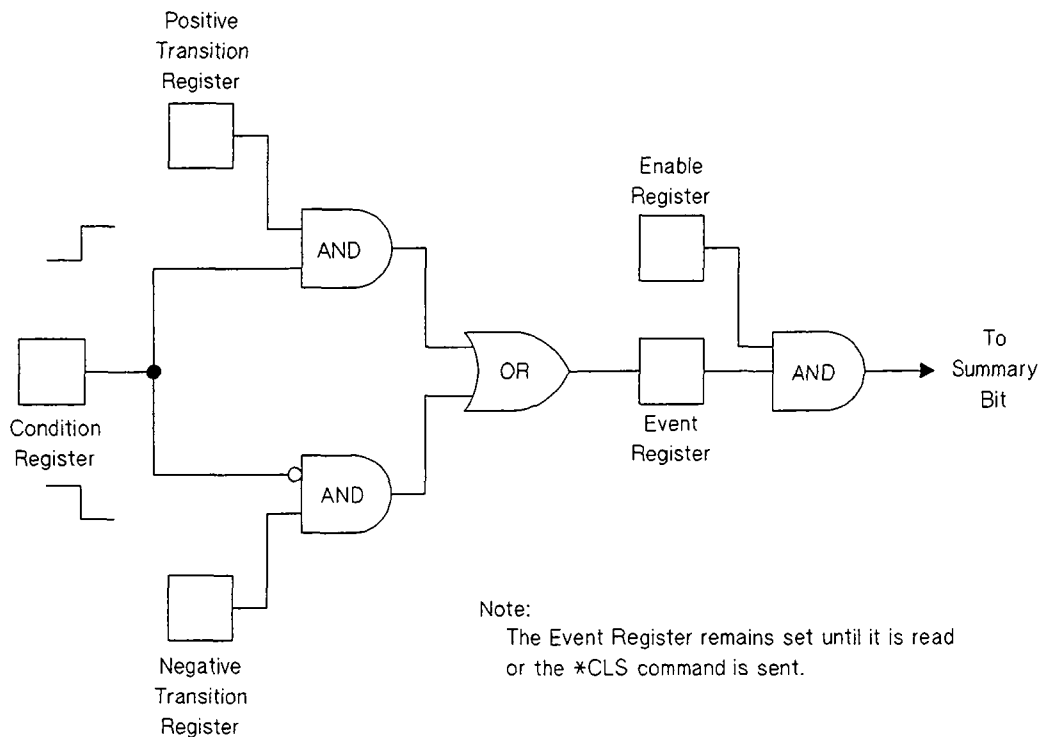 Positive
Transition
Register
Enable
Register
AND
OR
AND
To
Summary
Bit
Condition
Register
Event
Register
AND
Negative
Transition
Register
Note:
The Event Register remains set until it is read
or the *CLS command is sent.